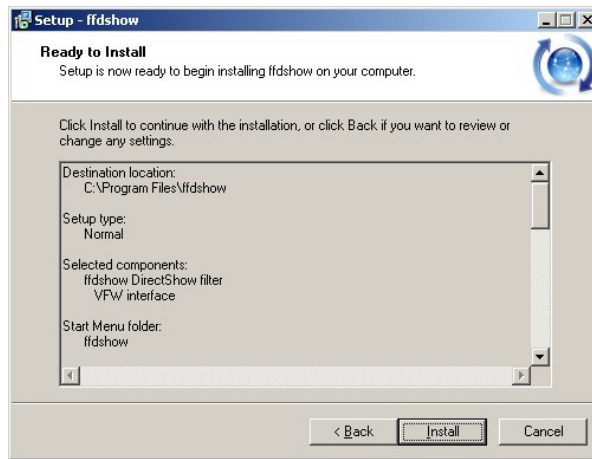 Setup - ffdshow
Ready to Install
Setup is now ready to begin installing ffdshow on your computer.
Click Install to continue with the installation, or click Back if you want to review or
change any settings.
Destination location:
C:\Program Files\ffdshow
Setup type:
Normal
Selected components:
ffdshow DirectShow filter
VFW interface
Start Menu folder:
ffdshow
< Back
Install
Cancel